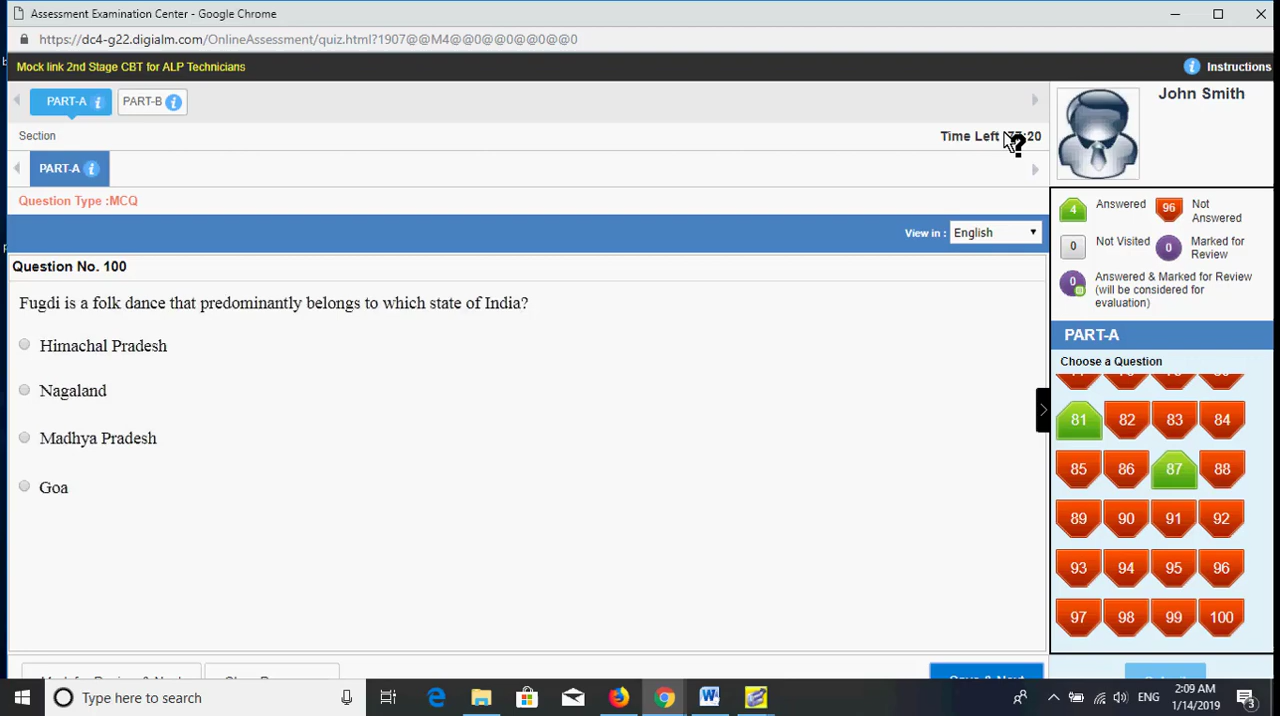 Assessment Examination Center - Google Chrome
https://dc4-g22.digialm.com/OnlineAssessment/quiz.html?1907@@M4@@0@@0@@0@@0
Mock link 2nd Stage CBT for ALP Technicians
Instructions
PART-A
PART-B
John Smith
Section
Time Left
:20
PART-A
Question Type :MCQ
4 Answered
96 Not Answered
0 Not Visited
0 Marked for Review
0 Answered & Marked for Review (will be considered for evaluation)
View in : English
Question No. 100
Fugdi is a folk dance that predominantly belongs to which state of India?
Himachal Pradesh
Nagaland
Madhya Pradesh
Goa
PART-A
Choose a Question
81 82 83 84
85 86 87 88
89 90 91 92
93 94 95 96
97 98 99 100
Save & Next
Type here to search
ENG
2:09 AM
1/14/2019
3